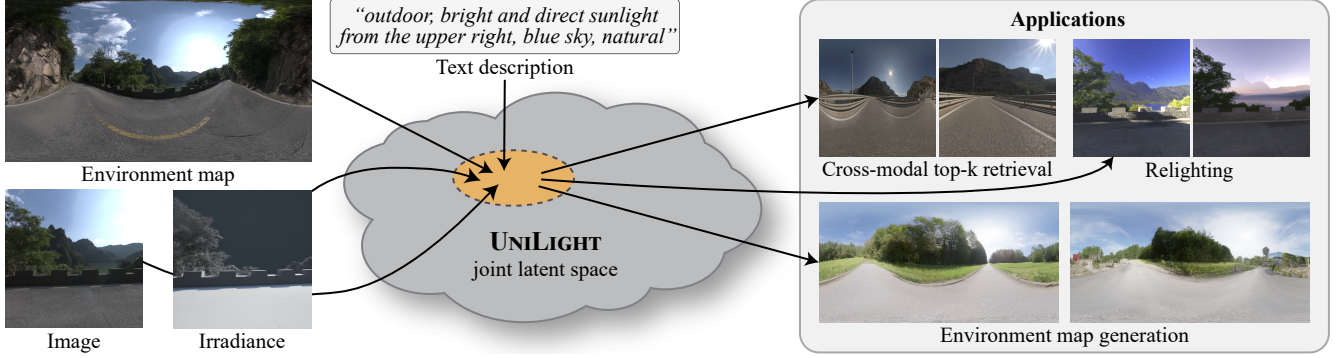 “outdoor, bright and direct sunlight
from the upper right, blue sky, natural”
Text description
Environment map
Image
Irradiance
UNILIGHT
joint latent space
Applications
Cross-modal top-k retrieval
Relighting
Environment map generation